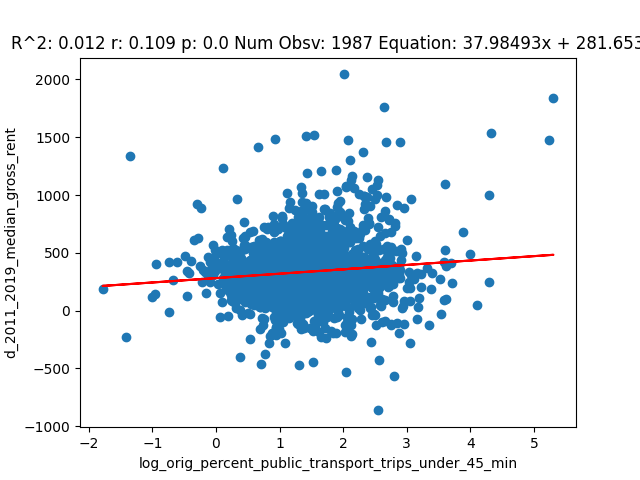 R^2: 0.012 r: 0.109 p: 0.0 Num Obsv: 1987 Equation: 37.98493x + 281.653
2000
1500
1000
500
0
−500
−1000
d_2011_2019_median_gross_rent
−2 −1 0 1 2 3 4 5
log_orig_percent_public_transport_trips_under_45_min